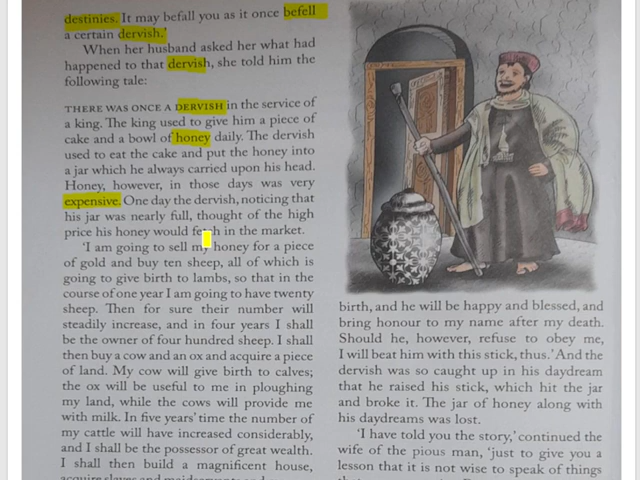 destinies. It may befall you as it once befell
a certain dervish.'
When her husband asked her what had
happened to that dervish, she told him the
following tale:
THERE WAS ONCE A DERVISH in the service of
a king. The king used to give him a piece of
cake and a bowl of honey daily. The dervish
used to eat the cake and put the honey into
a jar which he always carried upon his head.
Honey, however, in those days was very
expensive. One day the dervish, noticing that
his jar was nearly full, thought of the high
price his honey would fetch in the market.
'I am going to sell my honey for a piece
of gold and buy ten sheep, all of which is
going to give birth to lambs, so that in the
course of one year I am going to have twenty
sheep. Then for sure their number will
steadily increase, and in four years I shall
be the owner of four hundred sheep. I shall
then buy a cow and an ox and acquire a piece
of land. My cow will give birth to calves;
the ox will be useful to me in ploughing
my land, while the cows will provide me
with milk. In five years' time the number of
my cattle will have increased considerably,
and I shall be the possessor of great wealth.
I shall then build a magnificent house,
acquire slaves and maidservants and
birth, and he will be happy and blessed, and
bring honour to my name after my death.
Should he, however, refuse to obey me,
I will beat him with this stick, thus.' And the
dervish was so caught up in his daydream
that he raised his stick, which hit the jar
and broke it. The jar of honey along with
his daydreams was lost.
'I have told you the story,' continued the
wife of the pious man, 'just to give you a
lesson that it is not wise to speak of things